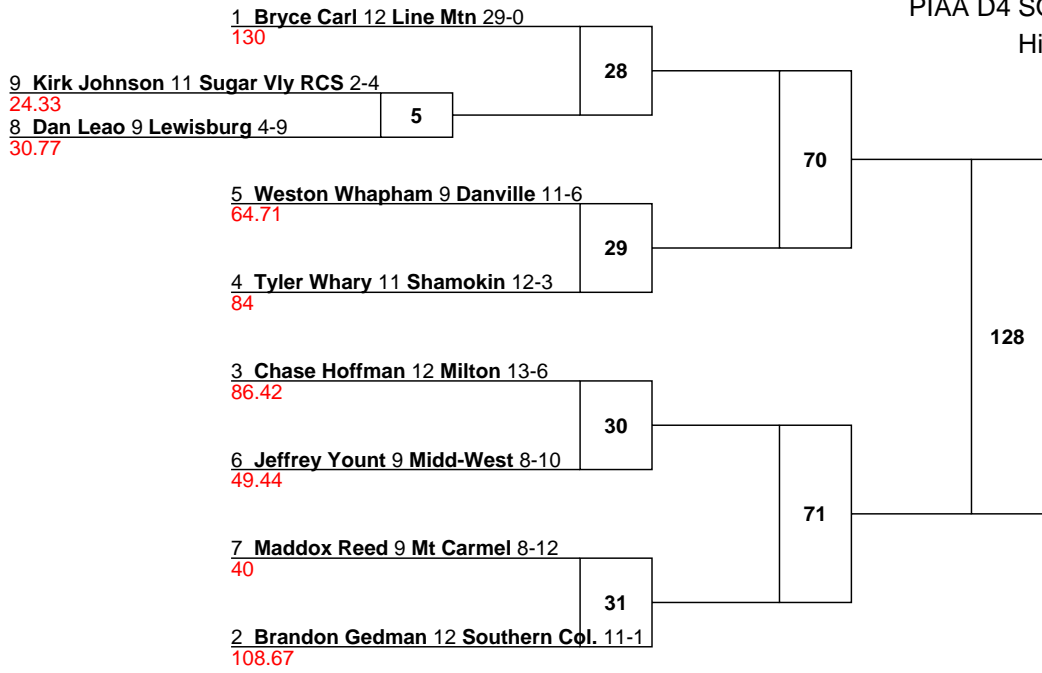 PIAA D4 SC
Hi
1 Bryce Carl 12 Line Mtn 29-0
130
28
9 Kirk Johnson 11 Sugar Vly RCS 2-4
24.33
5
8 Dan Leao 9 Lewisburg 4-9
30.77
70
5 Weston Whapham 9 Danville 11-6
64.71
29
4 Tyler Whary 11 Shamokin 12-3
84
128
3 Chase Hoffman 12 Milton 13-6
86.42
30
6 Jeffrey Yount 9 Midd-West 8-10
49.44
71
7 Maddox Reed 9 Mt Carmel 8-12
40
31
2 Brandon Gedman 12 Southern Col. 11-1
108.67